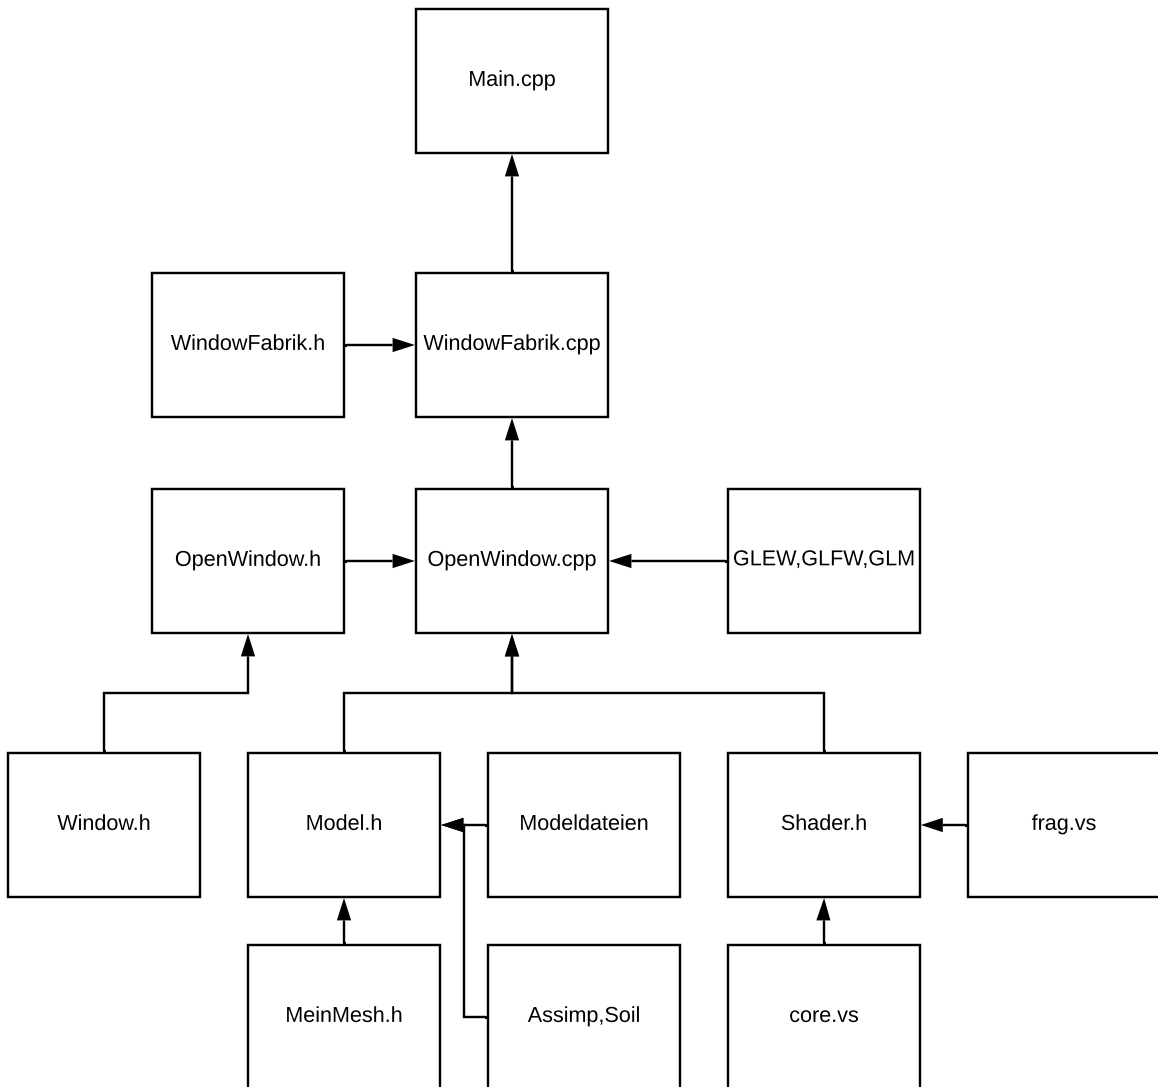 Main.cpp
WindowFabrik.h
WindowFabrik.cpp
OpenWindow.h
OpenWindow.cpp
GLEW,GLFW,GLM
Window.h
Model.h
Modeldateien
Shader.h
frag.vs
MeinMesh.h
Assimp,Soil
core.vs